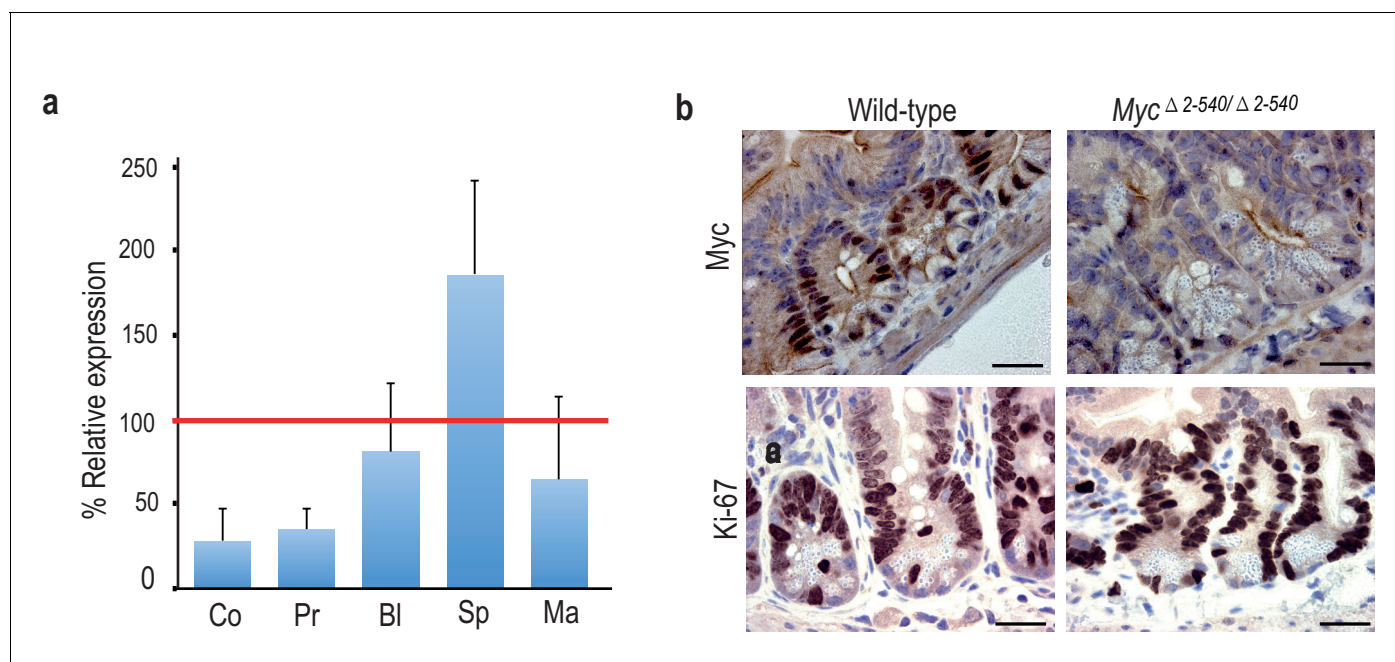 a
% Relative expression
250
200
150
100
50
0
Co Pr Bl Sp Ma
b
Wild-type
Myc Δ 2-540/ Δ 2-540
Myc
Ki-67
a